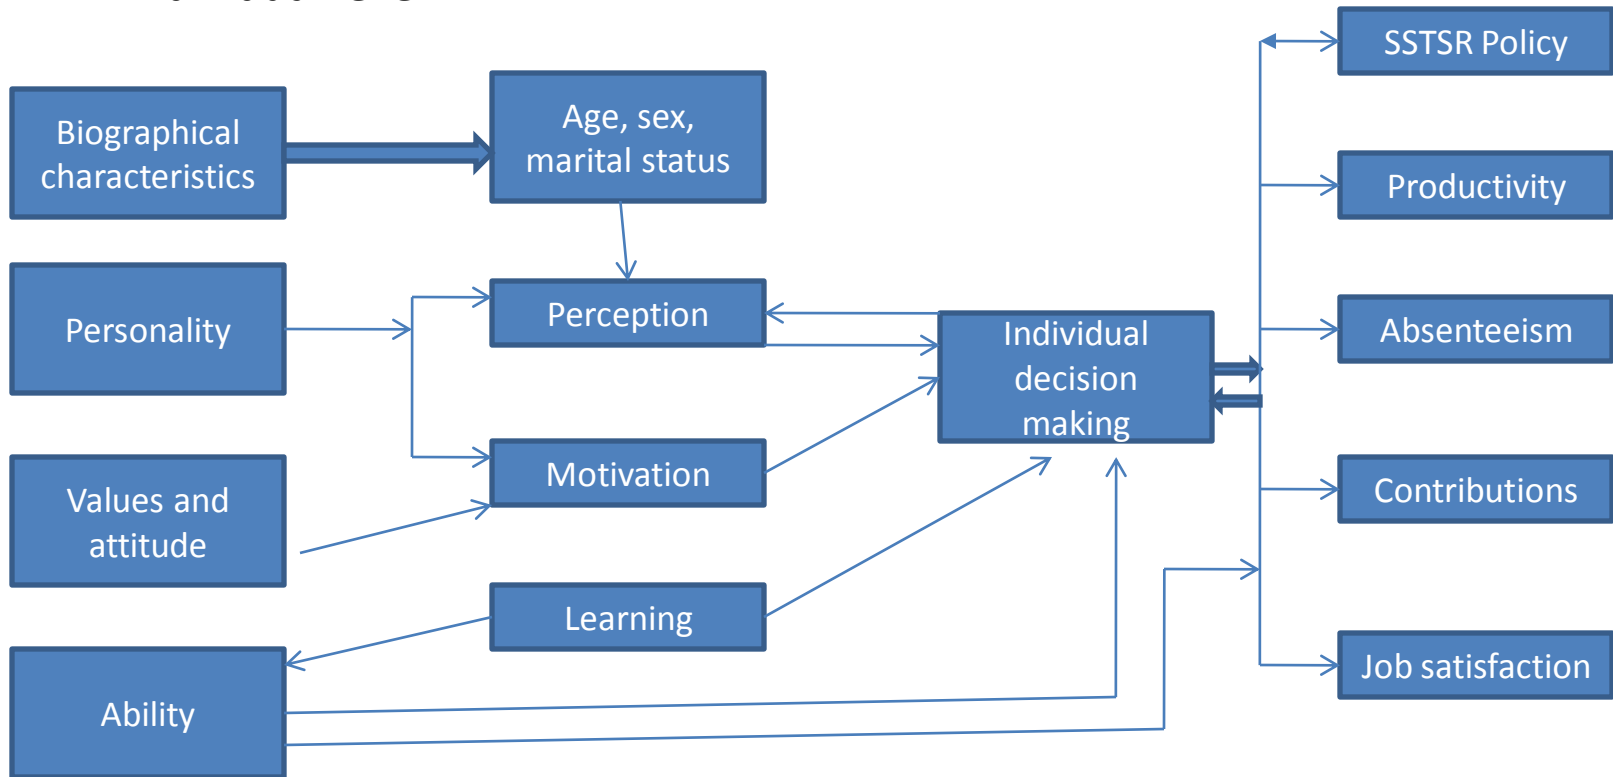 Biographical
characteristics
Age, sex,
marital status
SSTSR Policy
Productivity
Personality
Perception
Individual
decision
making
Absenteeism
Values and
attitude
Motivation
Contributions
Learning
Ability
Job satisfaction